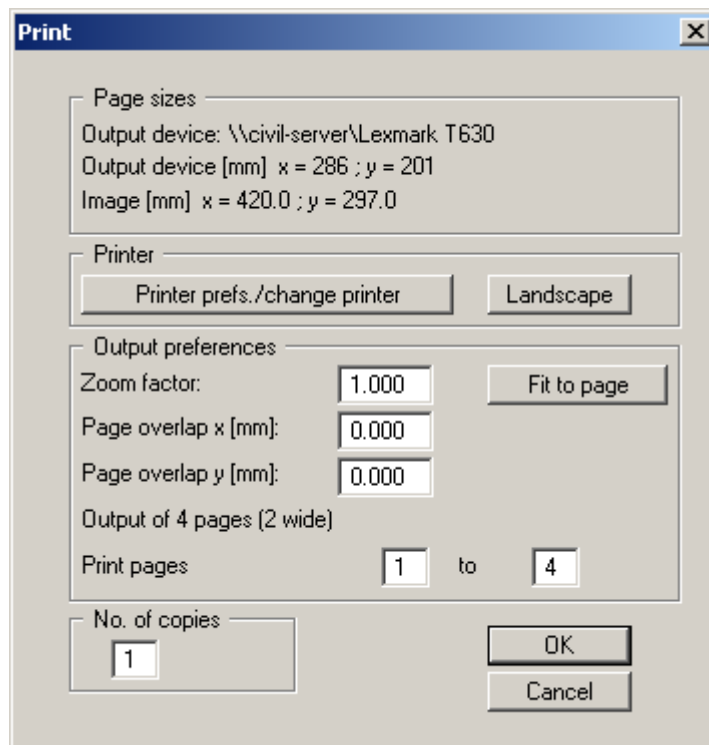 Print
Page sizes
Output device: \\civil-server\Lexmark T630
Output device [mm] x = 286 ; y = 201
Image [mm] x = 420.0 ; y = 297.0
Printer
Printer prefs./change printer
Landscape
Output preferences
Zoom factor: 1.000 Fit to page
Page overlap x [mm]: 0.000
Page overlap y [mm]: 0.000
Output of 4 pages (2 wide)
Print pages 1 to 4
No. of copies
1
OK
Cancel